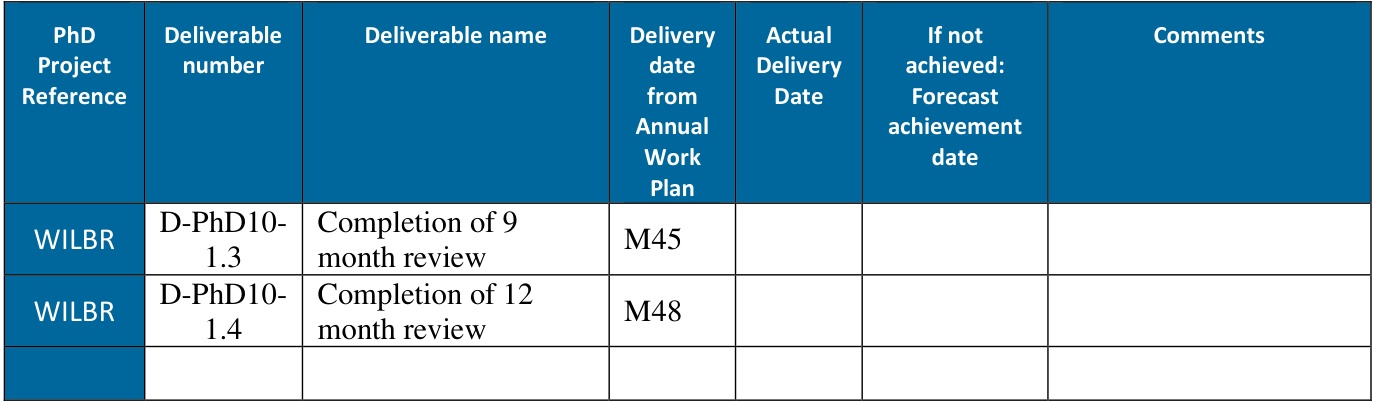 PhD
Project
Reference
Deliverable
number
Deliverable name
Delivery
date
from
Annual
Work
Plan
Actual
Delivery
Date
If not
achieved:
Forecast
achievement
date
Comments
WILBR
D-PhD10-
1.3
Completion of 9
month review
M45
WILBR
D-PhD10-
1.4
Completion of 12
month review
M48